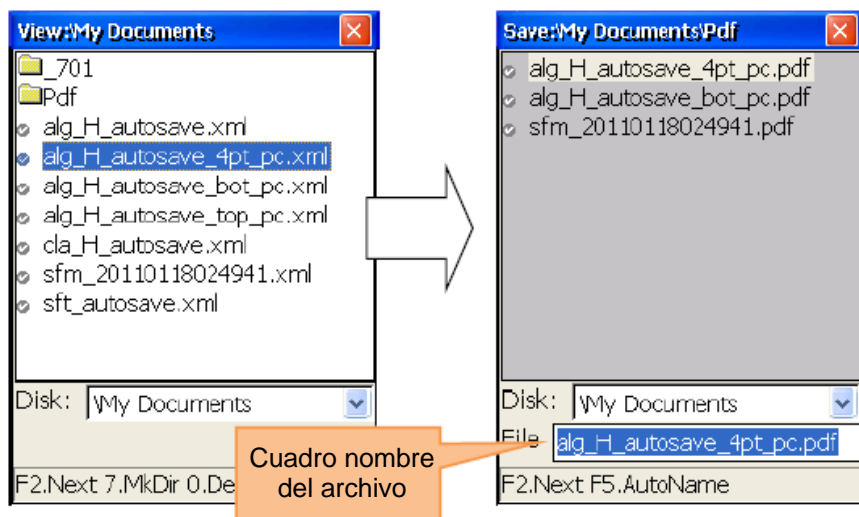 View:\My Documents
_701
Pdf
alg_H_autosave.xml
alg_H_autosave_4pt_pc.xml
alg_H_autosave_bot_pc.xml
alg_H_autosave_top_pc.xml
cla_H_autosave.xml
sfm_20110118024941.xml
sft_autosave.xml
Disk: \My Documents
F2.Next 7.MkDir 0.De
Cuadro nombre
del archivo
Save:\My Documents\Pdf
alg_H_autosave_4pt_pc.pdf
alg_H_autosave_bot_pc.pdf
sfm_20110118024941.pdf
Disk: \My Documents
File alg_H_autosave_4pt_pc.pdf
F2.Next F5.AutoName